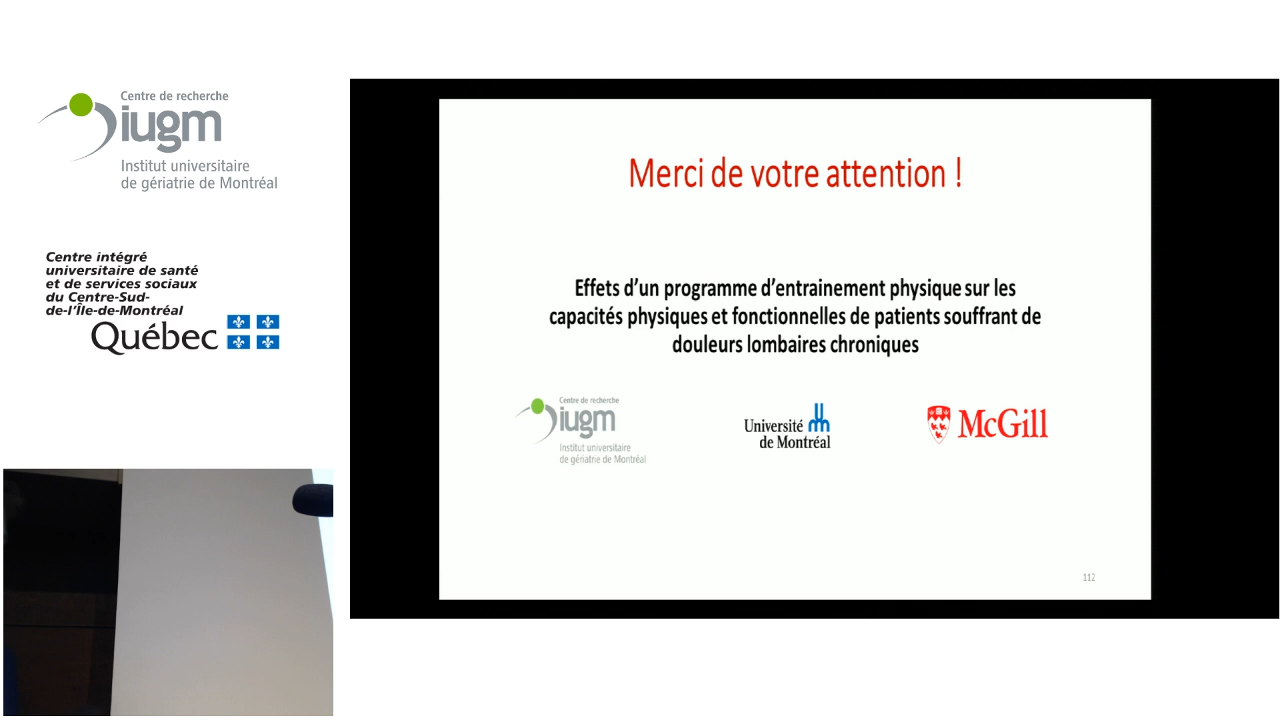 Centre de recherche
iugm
Institut universitaire
de gériatrie de Montréal
Centre intégré
universitaire de santé
et de services sociaux
du Centre-Sud-
de-l'Île-de-Montréal
Québec
Merci de votre attention !
Effets d'un programme d'entrainement physique sur les
capacités physiques et fonctionnelles de patients souffrant de
douleurs lombaires chroniques
Centre de recherche
iugm
Institut universitaire
de gériatrie de Montréal
Université
de Montréal
McGill
112